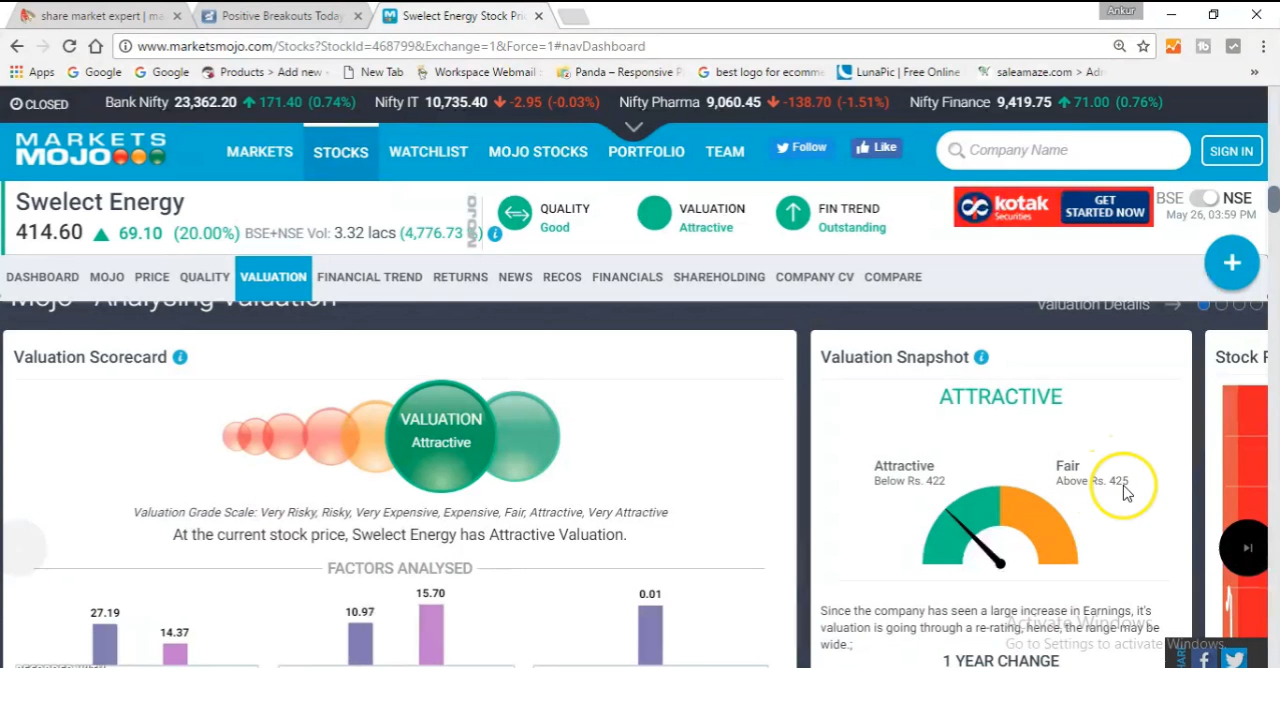 share market expert | ma
Positive Breakouts Today
Swelect Energy Stock Pri
Ankur
www.marketsmojo.com/Stocks?StockId=468799&Exchange=1&Force=1#navDashboard
Apps Google Google Products > Add new New Tab Workspace Webmail : Panda – Responsive P best logo for ecomme LunaPic | Free Online saleamaze.com > Ad »
CLOSED Bank Nifty 23,362.20 171.40 (0.74%) Nifty IT 10,735.40 -2.95 (-0.03%) Nifty Pharma 9,060.45 -138.70 (-1.51%) Nifty Finance 9,419.75 71.00 (0.76%)
MARKETS
MOJO
MARKETS STOCKS WATCHLIST MOJO STOCKS PORTFOLIO TEAM Follow Like Company Name SIGN IN
Swelect Energy
414.60 69.10 (20.00%) BSE+NSE Vol: 3.32 lacs (4,776.73
MOJO
QUALITY
Good
VALUATION
Attractive
FIN TREND
Outstanding
kotak
Securities
GET
STARTED NOW
BSE NSE
May 26, 03:59 PM
DASHBOARD MOJO PRICE QUALITY VALUATION FINANCIAL TREND RETURNS NEWS RECOS FINANCIALS SHAREHOLDING COMPANY CV COMPARE
+
Mojo - Analysing Valuation
Valuation Details
Valuation Scorecard
VALUATION
Attractive
Valuation Grade Scale: Very Risky, Risky, Very Expensive, Expensive, Fair, Attractive, Very Attractive
At the current stock price, Swelect Energy has Attractive Valuation.
FACTORS ANALYSED
27.19
14.37
10.97
15.70
0.01
Valuation Snapshot
ATTRACTIVE
Attractive
Below Rs. 422
Fair
Above Rs. 425
Since the company has seen a large increase in Earnings, it's
valuation is going through a re-rating, hence, the range may be
wide.;
1 YEAR CHANGE
Stock P
Activate Windows
Go to Settings to activate Windows.
SHARE